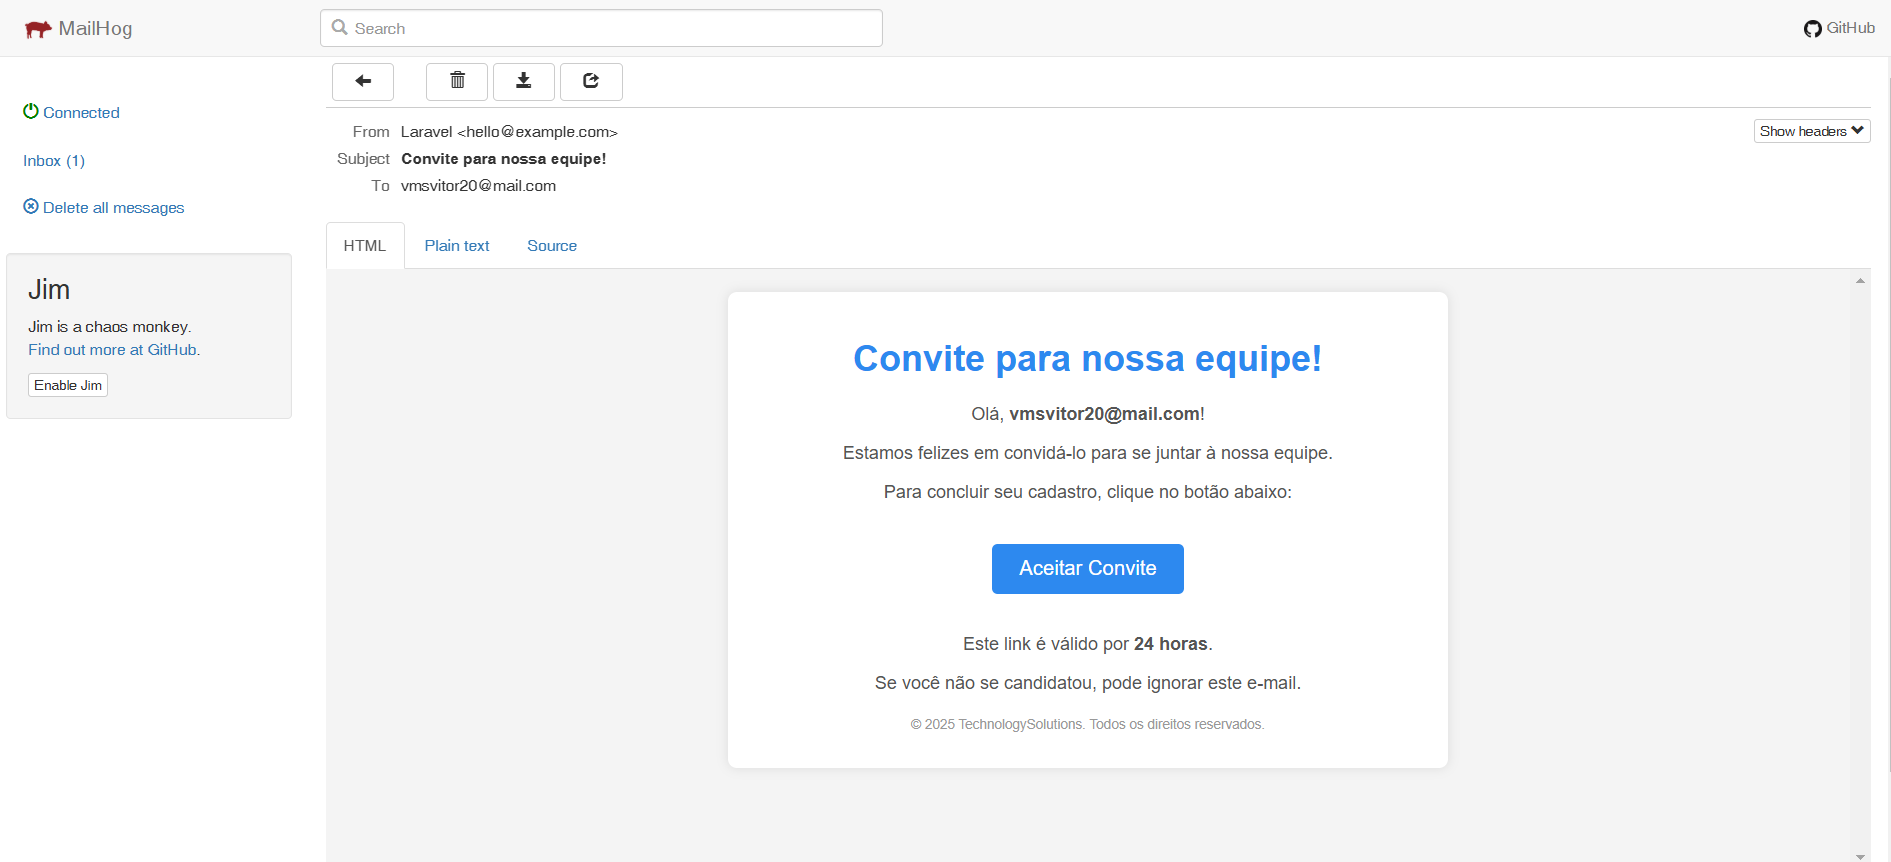 MailHog
Search
GitHub
Connected
Inbox (1)
Delete all messages
Jim
Jim is a chaos monkey.
Find out more at GitHub.
Enable Jim
From Laravel <hello@example.com>
Show headers
Subject Convite para nossa equipe!
To vmsvitor20@mail.com
HTML Plain text Source
Convite para nossa equipe!
Olá, vmsvitor20@mail.com!
Estamos felizes em convidá-lo para se juntar à nossa equipe.
Para concluir seu cadastro, clique no botão abaixo:
Aceitar Convite
Este link é válido por 24 horas.
Se você não se candidatou, pode ignorar este e-mail.
© 2025 TechnologySolutions. Todos os direitos reservados.